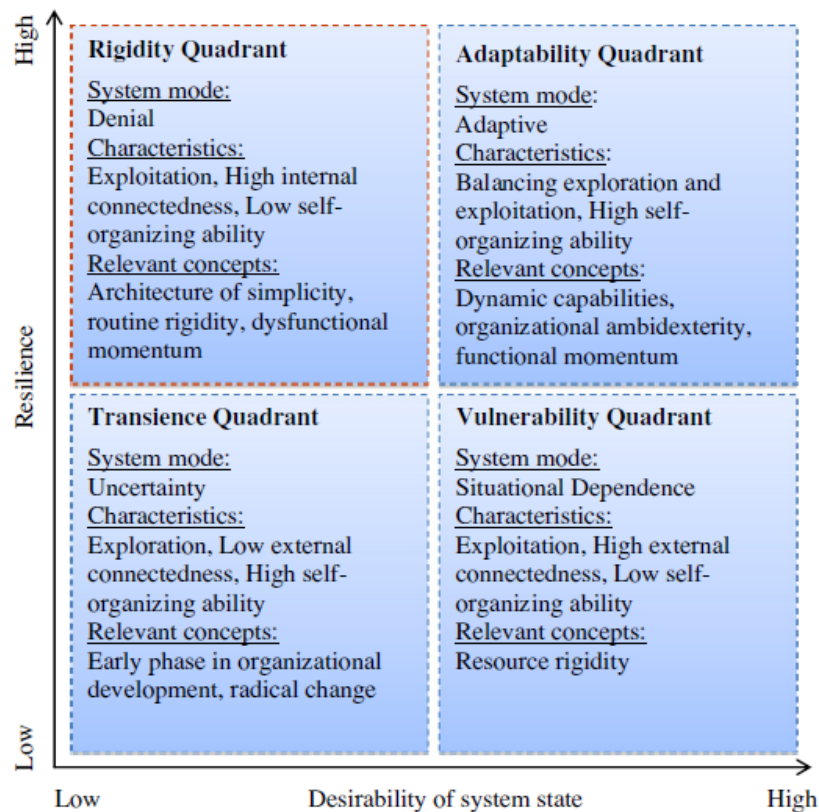 High
Resilience
Low
Rigidity Quadrant
System mode:
Denial
Characteristics:
Exploitation, High internal
connectedness, Low self-
organizing ability
Relevant concepts:
Architecture of simplicity,
routine rigidity, dysfunctional
momentum
Adaptability Quadrant
System mode:
Adaptive
Characteristics:
Balancing exploration and
exploitation, High self-
organizing ability
Relevant concepts:
Dynamic capabilities,
organizational ambidexterity,
functional momentum
Transience Quadrant
System mode:
Uncertainty
Characteristics:
Exploration, Low external
connectedness, High self-
organizing ability
Relevant concepts:
Early phase in organizational
development, radical change
Vulnerability Quadrant
System mode:
Situational Dependence
Characteristics:
Exploitation, High external
connectedness, Low self-
organizing ability
Relevant concepts:
Resource rigidity
Low
Desirability of system state
High